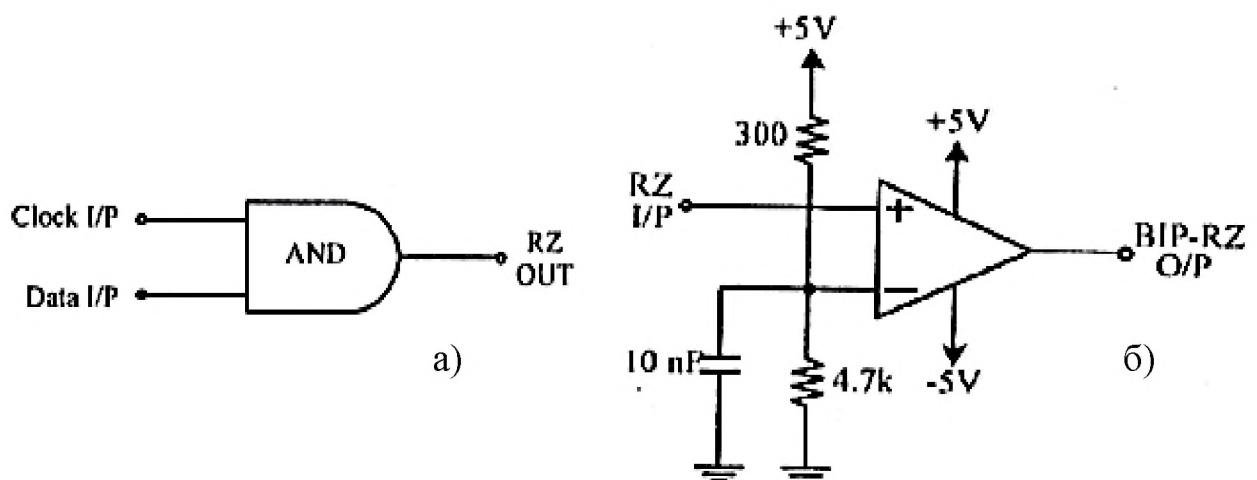 Clock I/P
Data I/P
AND
RZ
OUT
а)
+5V
300
RZ
I/P
+
−
+5V
-5V
BIP-RZ
O/P
10 nF
4.7k
б)